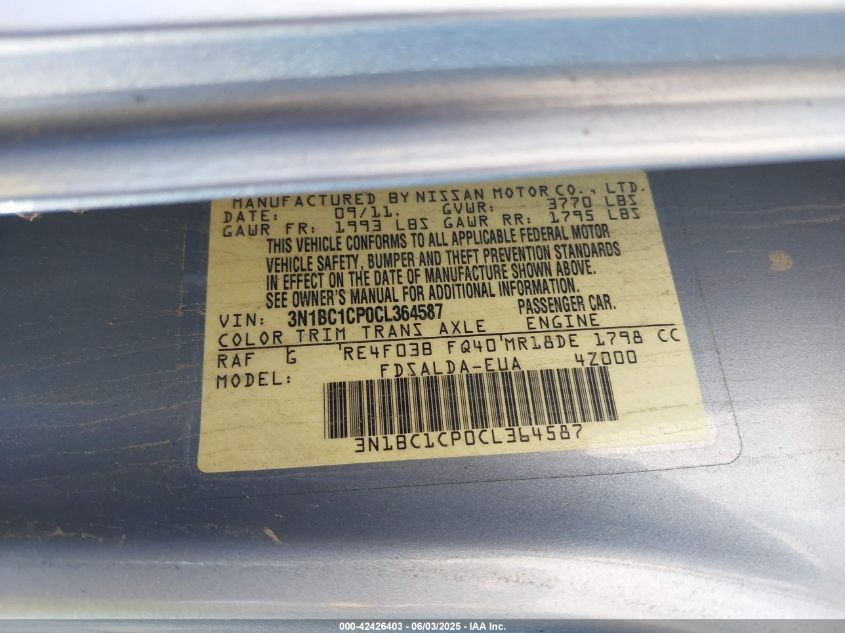 MANUFACTURED BY NISSAN MOTOR CO., LTD.
DATE: 09/11. GVWR: 3770 LBS
GAWR FR: 1993 LBS GAWR RR: 1795 LBS
THIS VEHICLE CONFORMS TO ALL APPLICABLE FEDERAL MOTOR
VEHICLE SAFETY, BUMPER AND THEFT PREVENTION STANDARDS
IN EFFECT ON THE DATE OF MANUFACTURE SHOWN ABOVE.
SEE OWNER'S MANUAL FOR ADDITIONAL INFORMATION
VIN: 3N1BC1CP0CL364587 PASSENGER CAR.
COLOR TRIM TRANS AXLE ENGINE
RAF G RE4F03B FQ40 MR18DE 1798 CC
MODEL: FDSALDA-EUA 4Z000
3N1BC1CP0CL364587
000-42426403 - 06/03/2025 - IAA Inc.